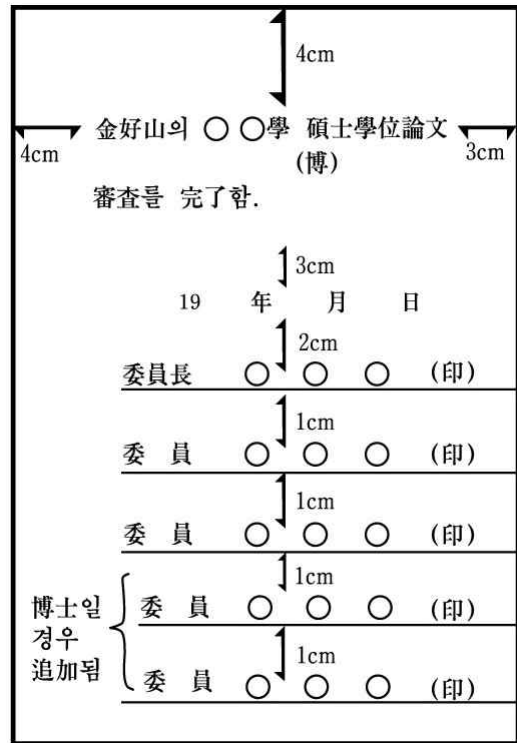 4cm
金好山의 ○ ○學 碩士學位論文
4cm
(博)
3cm
審査를 完了함.
3cm
19 年 月 日
2cm
委員長 ○ ○ ○ (印)
1cm
委 員 ○ ○ ○ (印)
1cm
委 員 ○ ○ ○ (印)
1cm
博士일 委 員 ○ ○ ○ (印)
경우
1cm
追加됨 委 員 ○ ○ ○ (印)